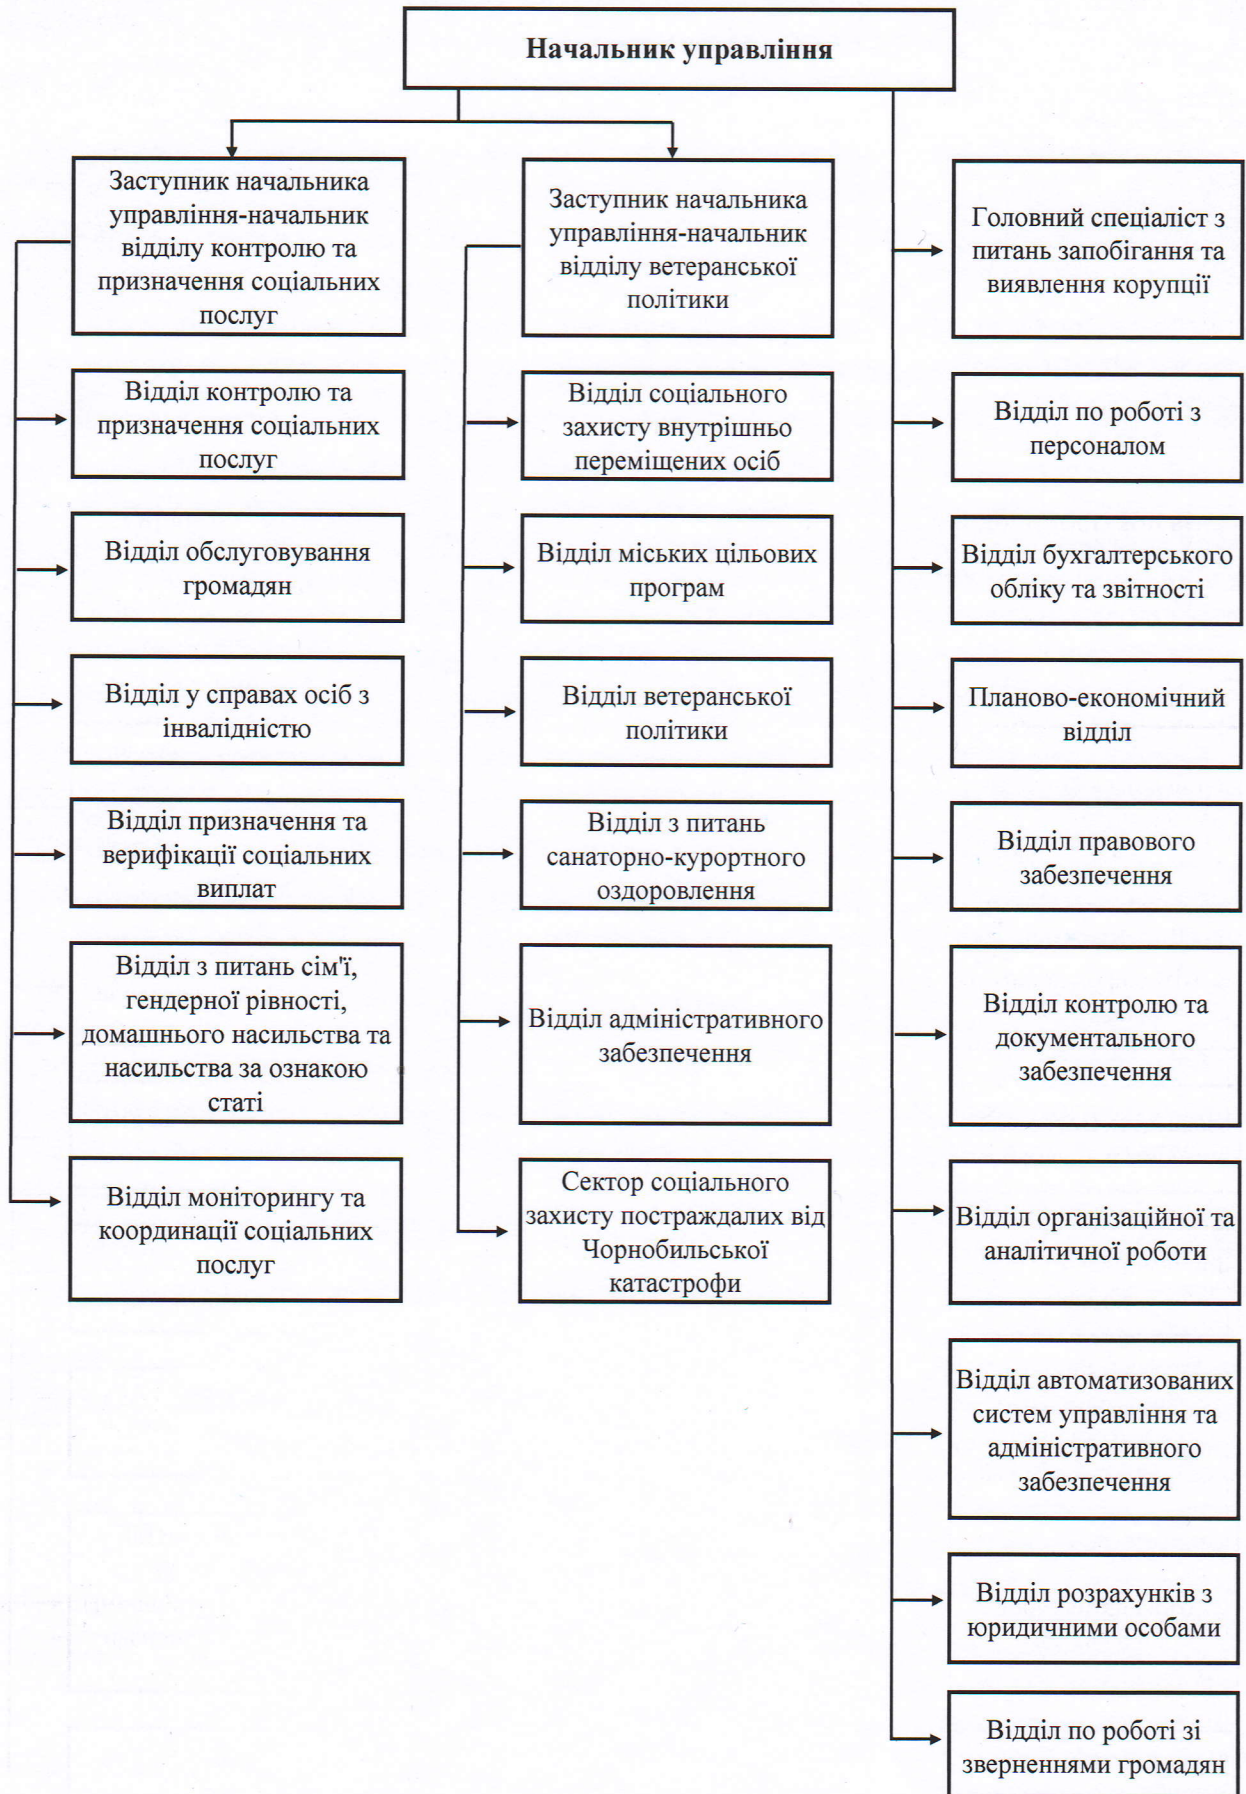 Начальник управління
Заступник начальника
управління-начальник
відділу контролю та
призначення соціальних
послуг
Відділ контролю та
призначення соціальних
послуг
Відділ обслуговування
громадян
Відділ у справах осіб з
інвалідністю
Відділ призначення та
верифікації соціальних
виплат
Відділ з питань сім'ї,
гендерної рівності,
домашнього насильства та
насильства за ознакою
статі
Відділ моніторингу та
координації соціальних
послуг
Заступник начальника
управління-начальник
відділу ветеранської
політики
Відділ соціального
захисту внутрішньо
переміщених осіб
Відділ міських цільових
програм
Відділ ветеранської
політики
Відділ з питань
санаторно-курортного
оздоровлення
Відділ адміністративного
забезпечення
Сектор соціального
захисту постраждалих від
Чорнобильської
катастрофи
Головний спеціаліст з
питань запобігання та
виявлення корупції
Відділ по роботі з
персоналом
Відділ бухгалтерського
обліку та звітності
Планово-економічний
відділ
Відділ правового
забезпечення
Відділ контролю та
документального
забезпечення
Відділ організаційної та
аналітичної роботи
Відділ автоматизованих
систем управління та
адміністративного
забезпечення
Відділ розрахунків з
юридичними особами
Відділ по роботі зі
зверненнями громадян